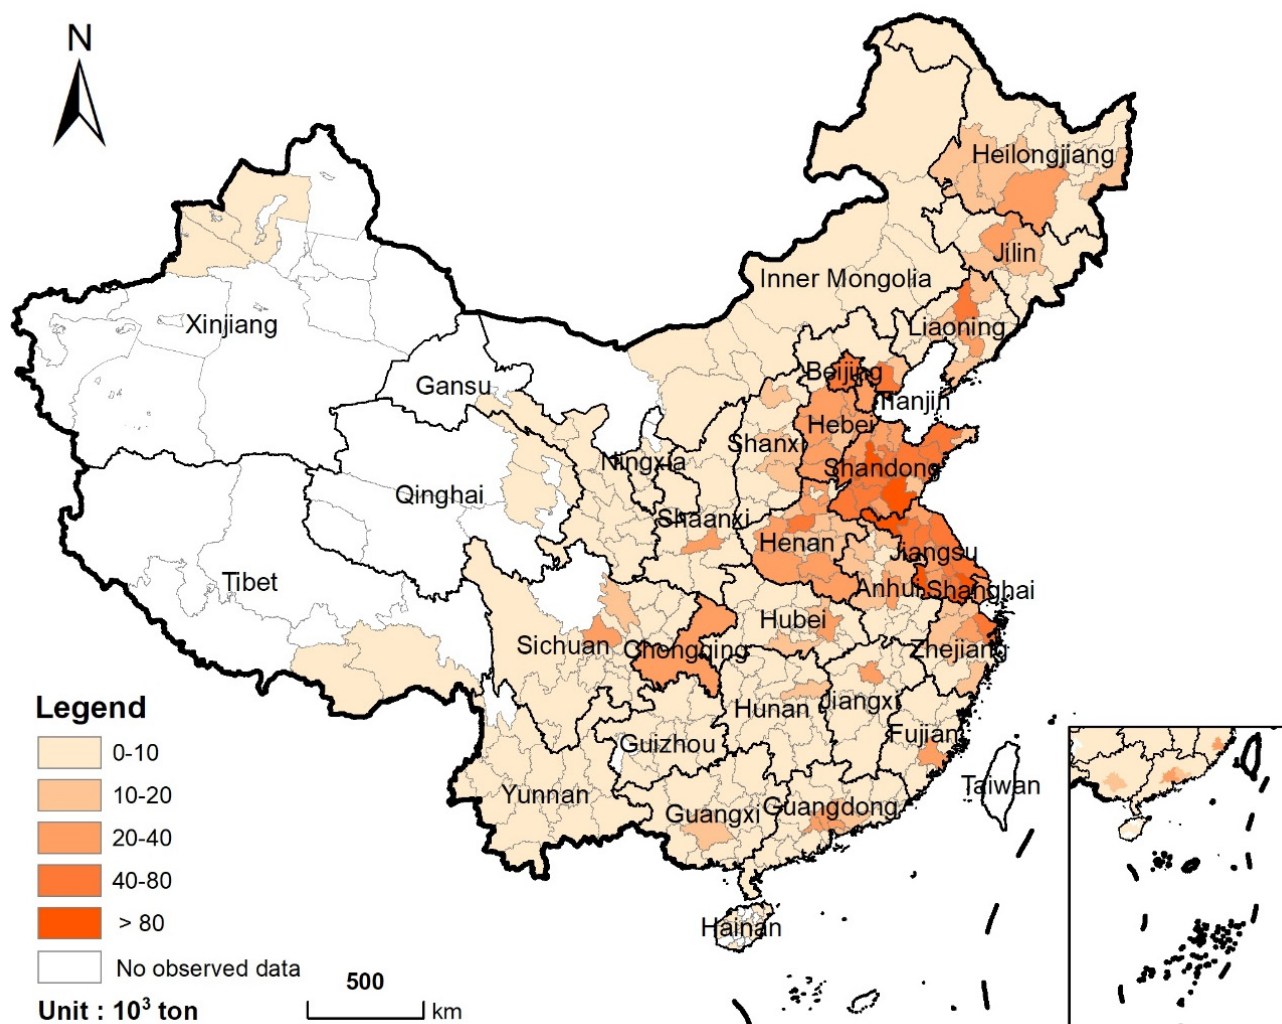 N
Heilongjiang
Jilin
Inner Mongolia
Liaoning
Xinjiang
Beijing
Gansu
Tianjin
Hebei
Shanxi
Ningxia
Shandong
Qinghai
Shaanxi
Henan
Jiangsu
Tibet
Anhui
Shanghai
Hubei
Sichuan
Chongqing
Zhejiang
Hunan
Jiangxi
Fujian
Guizhou
Taiwan
Yunnan
Guangxi
Guangdong
Hainan
Legend
0-10
10-20
20-40
40-80
> 80
No observed data
Unit : 10³ ton
500
km